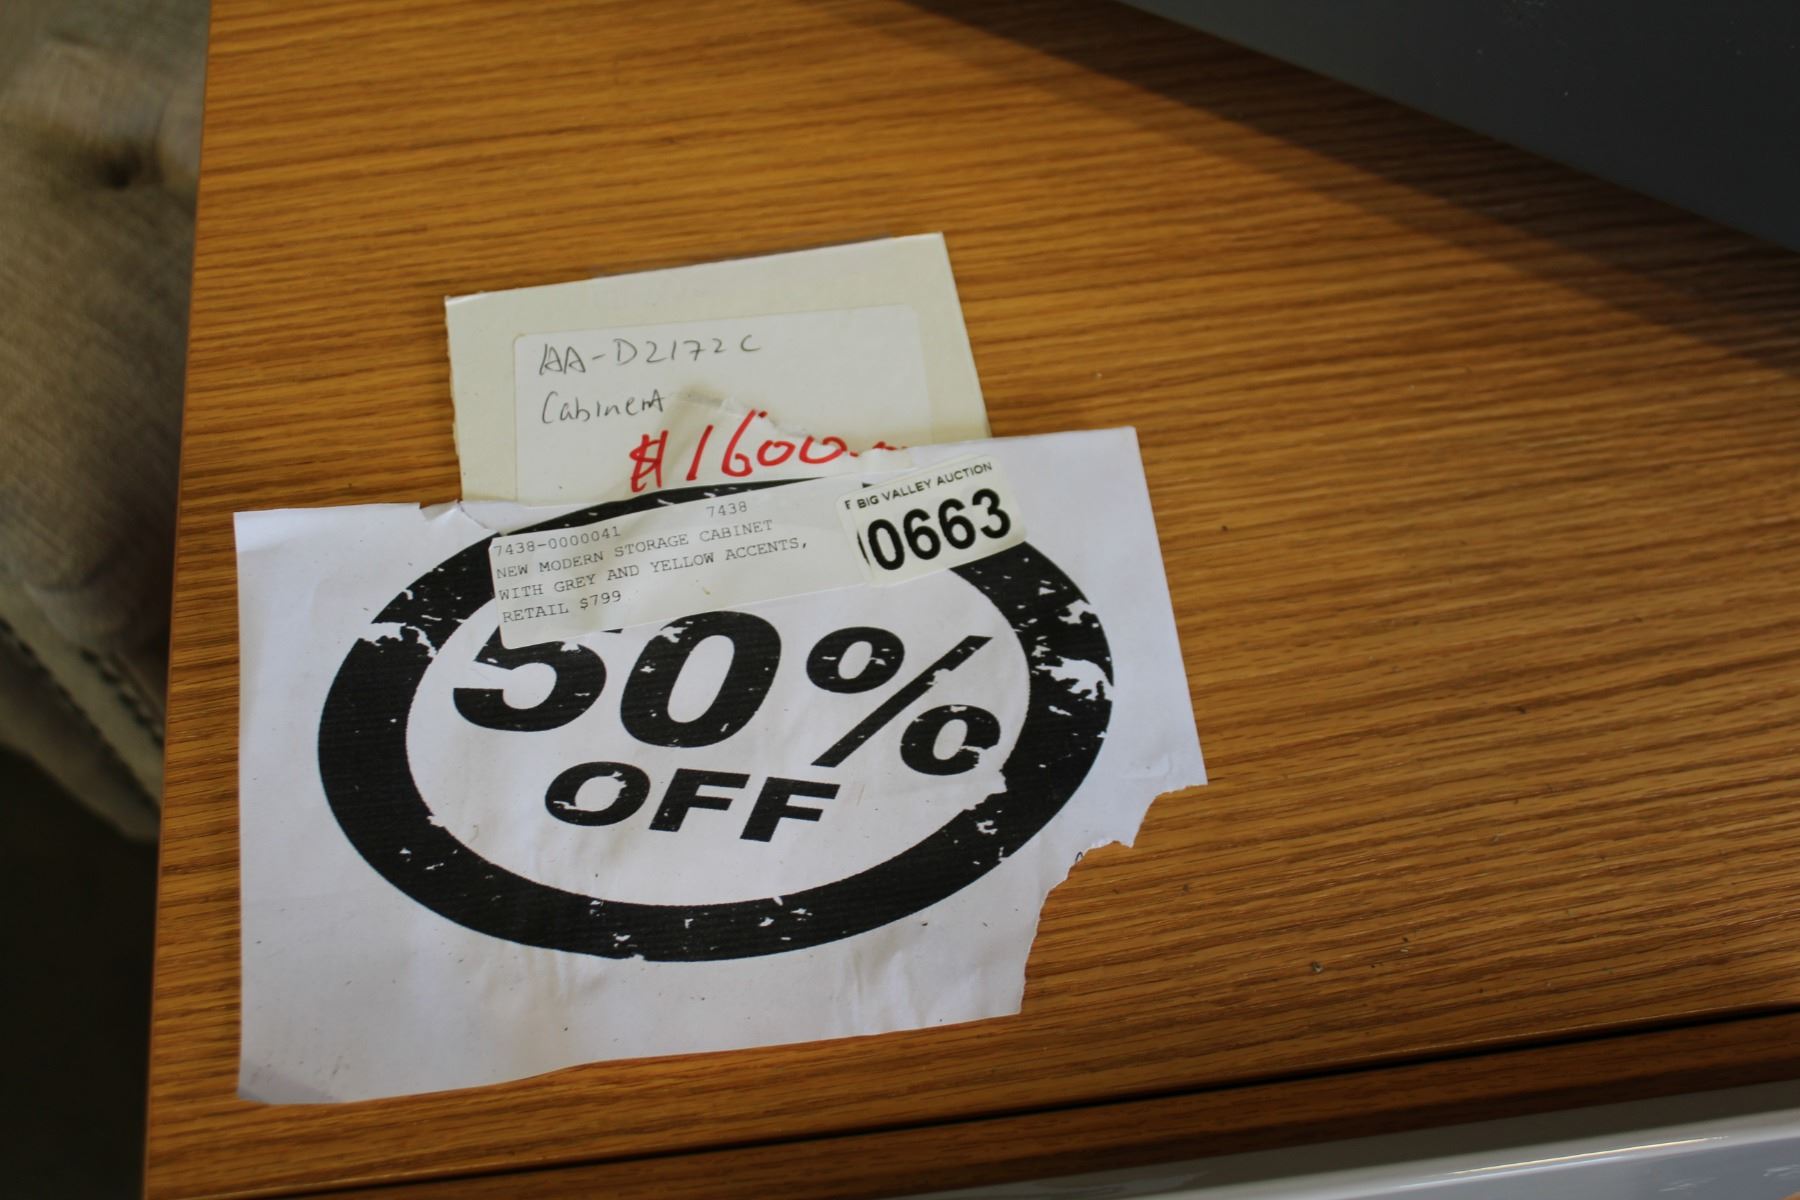 AA-D2172C
Cabinet
$1600.
7438-0000041 7438
NEW MODERN STORAGE CABINET
WITH GREY AND YELLOW ACCENTS,
RETAIL $799
BIG VALLEY AUCTION
0663
50%
OFF